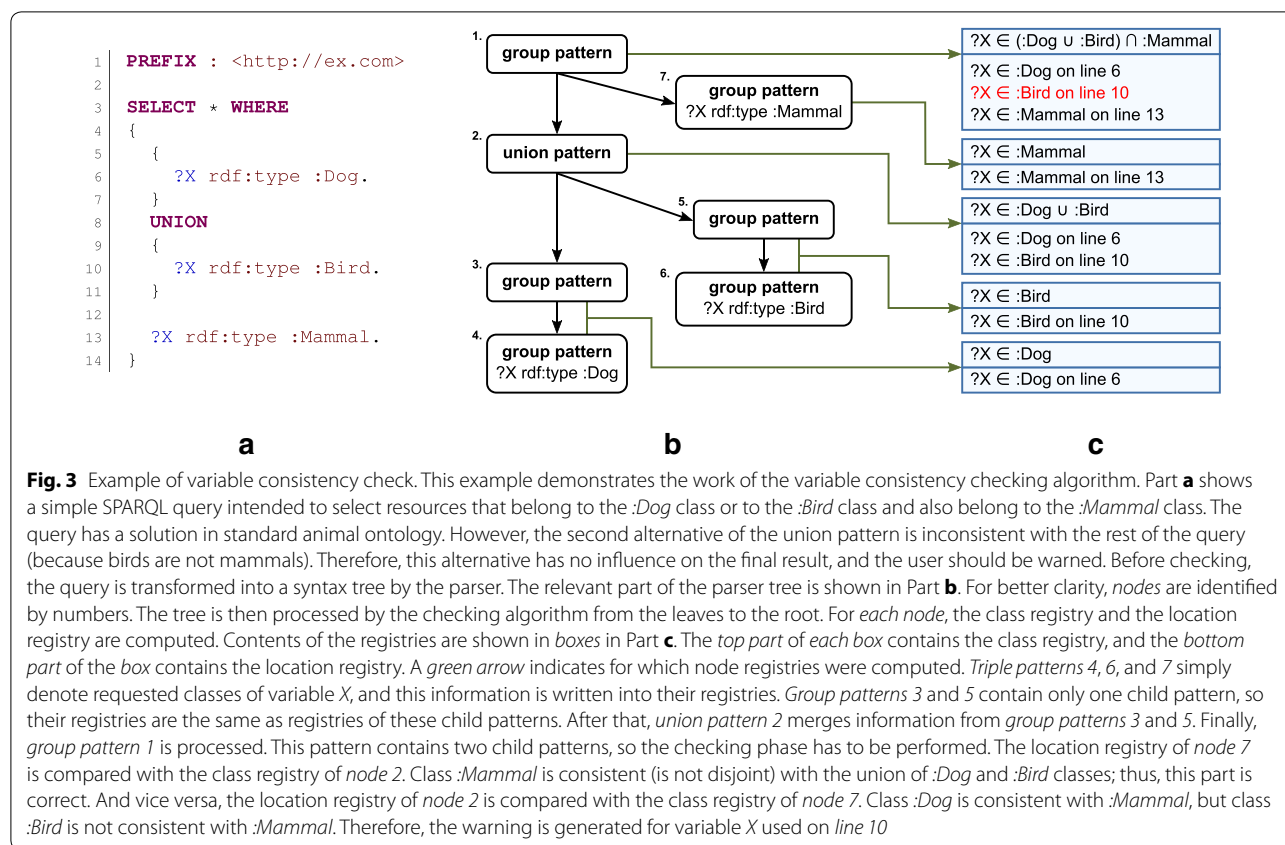 1 PREFIX : <http://ex.com>
2
3 SELECT * WHERE
4 {
5 {
6 ?X rdf:type :Dog.
7 }
8 UNION
9 {
10 ?X rdf:type :Bird.
11 }
12
13 ?X rdf:type :Mammal.
14 }
a
1.
group pattern
7.
group pattern
?X rdf:type :Mammal
2.
union pattern
5.
group pattern
3.
group pattern
6.
group pattern
?X rdf:type :Bird
4.
group pattern
?X rdf:type :Dog
b
?X ∈ (:Dog ∪ :Bird) ∩ :Mammal
?X ∈ :Dog on line 6
?X ∈ :Bird on line 10
?X ∈ :Mammal on line 13
?X ∈ :Mammal
?X ∈ :Mammal on line 13
?X ∈ :Dog ∪ :Bird
?X ∈ :Dog on line 6
?X ∈ :Bird on line 10
?X ∈ :Bird
?X ∈ :Bird on line 10
?X ∈ :Dog
?X ∈ :Dog on line 6
c
Fig. 3 Example of variable consistency check. This example demonstrates the work of the variable consistency checking algorithm. Part a shows
a simple SPARQL query intended to select resources that belong to the :Dog class or to the :Bird class and also belong to the :Mammal class. The
query has a solution in standard animal ontology. However, the second alternative of the union pattern is inconsistent with the rest of the query
(because birds are not mammals). Therefore, this alternative has no influence on the final result, and the user should be warned. Before checking,
the query is transformed into a syntax tree by the parser. The relevant part of the parser tree is shown in Part b. For better clarity, nodes are identified
by numbers. The tree is then processed by the checking algorithm from the leaves to the root. For each node, the class registry and the location
registry are computed. Contents of the registries are shown in boxes in Part c. The top part of each box contains the class registry, and the bottom
part of the box contains the location registry. A green arrow indicates for which node registries were computed. Triple patterns 4, 6, and 7 simply
denote requested classes of variable X, and this information is written into their registries. Group patterns 3 and 5 contain only one child pattern, so
their registries are the same as registries of these child patterns. After that, union pattern 2 merges information from group patterns 3 and 5. Finally,
group pattern 1 is processed. This pattern contains two child patterns, so the checking phase has to be performed. The location registry of node 7
is compared with the class registry of node 2. Class :Mammal is consistent (is not disjoint) with the union of :Dog and :Bird classes; thus, this part is
correct. And vice versa, the location registry of node 2 is compared with the class registry of node 7. Class :Dog is consistent with :Mammal, but class
:Bird is not consistent with :Mammal. Therefore, the warning is generated for variable X used on line 10